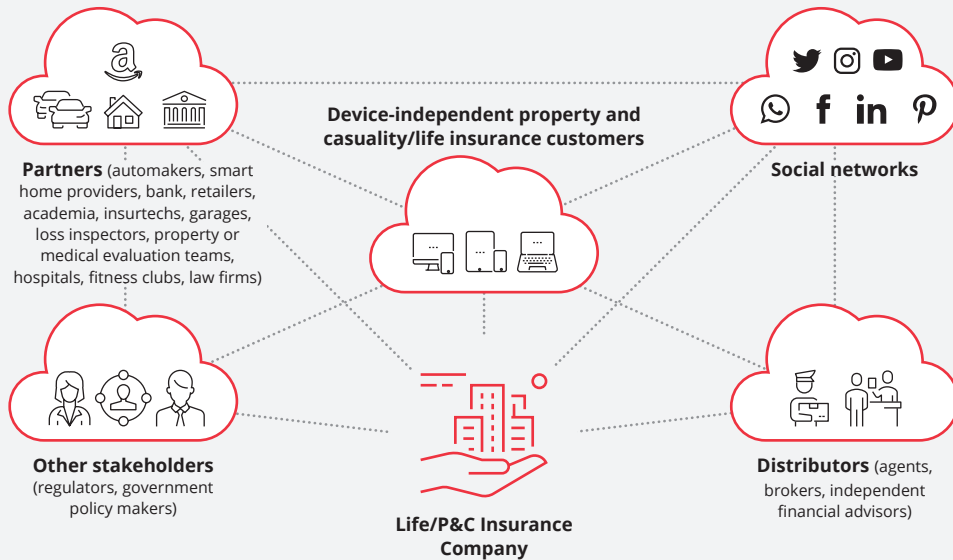 Device-independent property and
casuality/life insurance customers
Partners (automakers, smart
home providers, bank, retailers,
academia, insurtechs, garages,
loss inspectors, property or
medical evaluation teams,
hospitals, fitness clubs, law firms)
Social networks
Other stakeholders
(regulators, government
policy makers)
Life/P&C Insurance
Company
Distributors (agents,
brokers, independent
financial advisors)